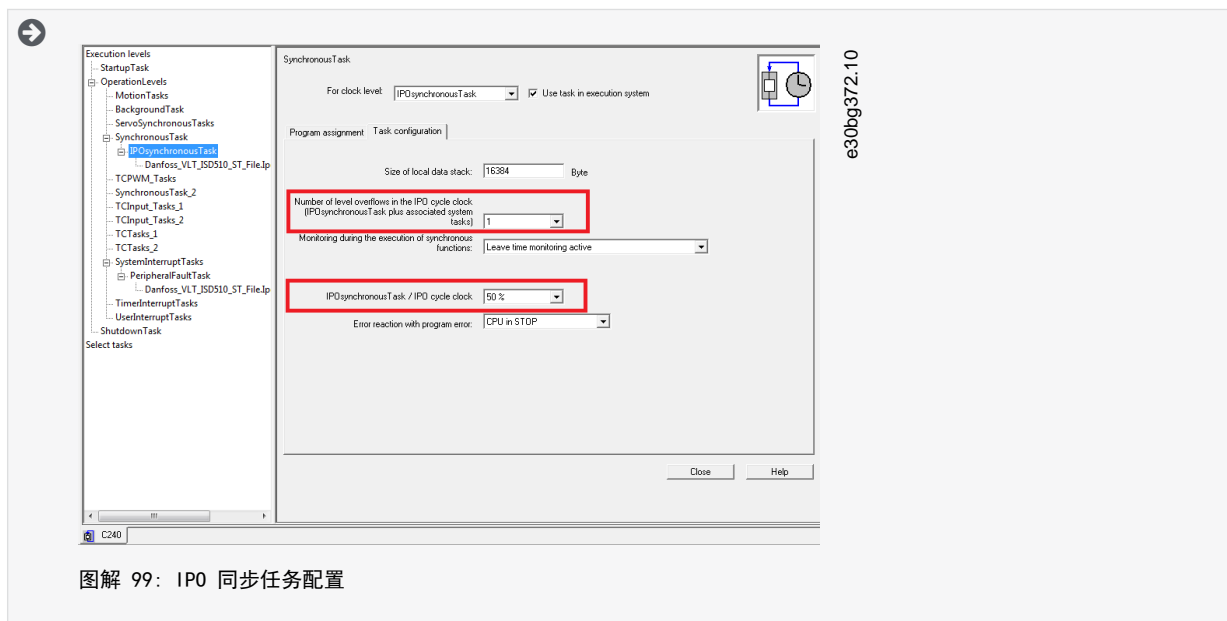 Execution levels
StartupTask
OperationLevels
MotionTasks
BackgroundTask
ServoSynchronousTasks
SynchronousTask
IPOsynchronousTask
Danfoss_VLT_ISD510_ST_File.Ip
TCPWM_Tasks
SynchronousTask_2
TCInput_Tasks_1
TCInput_Tasks_2
TCTasks_1
TCTasks_2
SystemInterruptTasks
PeripheralFaultTask
Danfoss_VLT_ISD510_ST_File.Ip
TimerInterruptTasks
UserInterruptTasks
ShutdownTask
Select tasks
SynchronousTask
For clock level: IPOsynchronousTask Use task in execution system
Program assignment Task configuration
Size of local data stack: 16384 Byte
Number of level overflows in the IPO cycle clock
(IPOsynchronousTask plus associated system
tasks) 1
Monitoring during the execution of synchronous
functions: Leave time monitoring active
IPOsynchronousTask / IPO cycle clock 50 %
Error reaction with program error: CPU in STOP
Close Help
C240
e30bg372.10
图解 99: IPO 同步任务配置